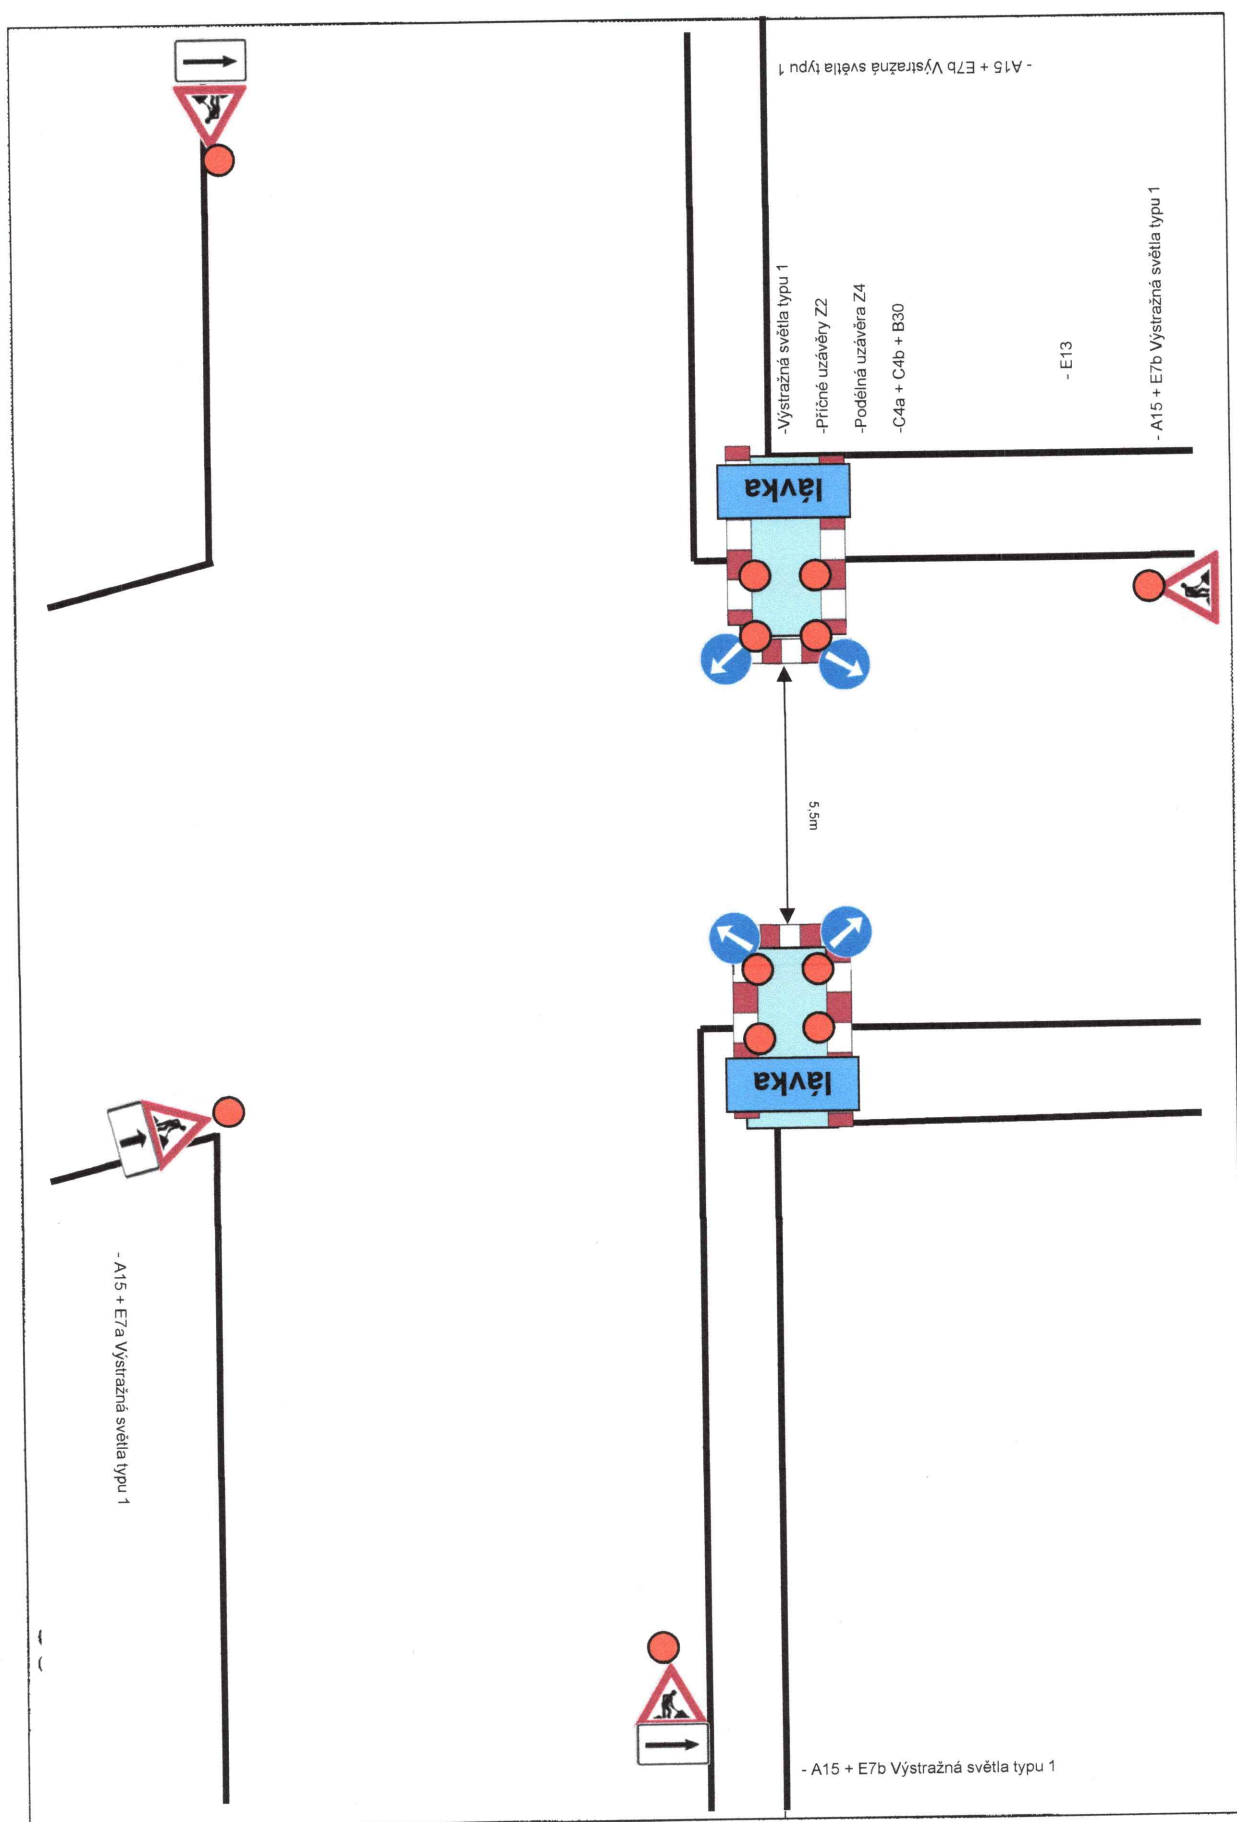 - A15 + E7b Výstražná světla typu 1
-Výstražná světla typu 1
-Příčné uzávěry Z2
-Podélná uzávěra Z4
-C4a + C4b + B30
- E13
- A15 + E7b Výstražná světla typu 1
lávka
5,5m
lávka
- A15 + E7a Výstražná světla typu 1
- A15 + E7b Výstražná světla typu 1